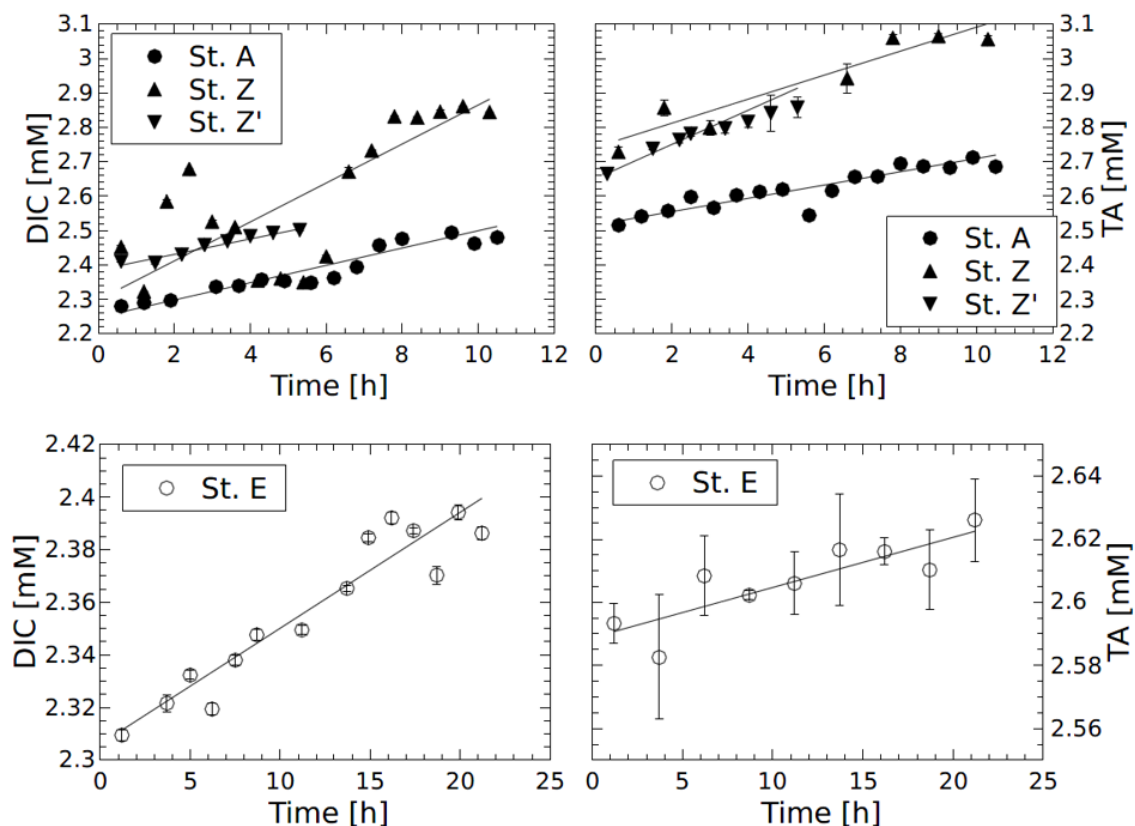 3.1
3
2.9
2.8
2.7
2.6
2.5
2.4
2.3
2.2
DIC [mM]
St. A
St. Z
St. Z'
0 2 4 6 8 10 12
Time [h]
3.1
3
2.9
2.8
2.7
2.6
2.5
2.4
2.3
2.2
TA [mM]
St. A
St. Z
St. Z'
0 2 4 6 8 10 12
Time [h]
2.42
2.4
2.38
2.36
2.34
2.32
2.3
DIC [mM]
St. E
0 5 10 15 20 25
Time [h]
2.64
2.62
2.6
2.58
2.56
TA [mM]
St. E
0 5 10 15 20 25
Time [h]